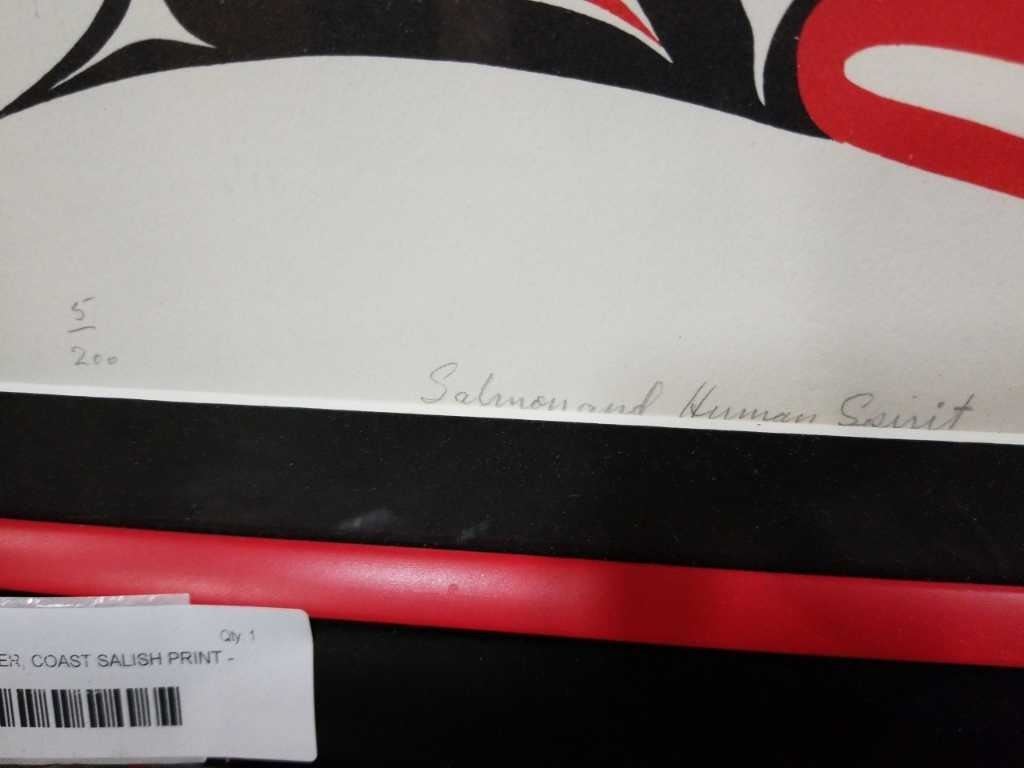 5
200
Salmon and Human Spirit
Qty: 1
ER, COAST SALISH PRINT -